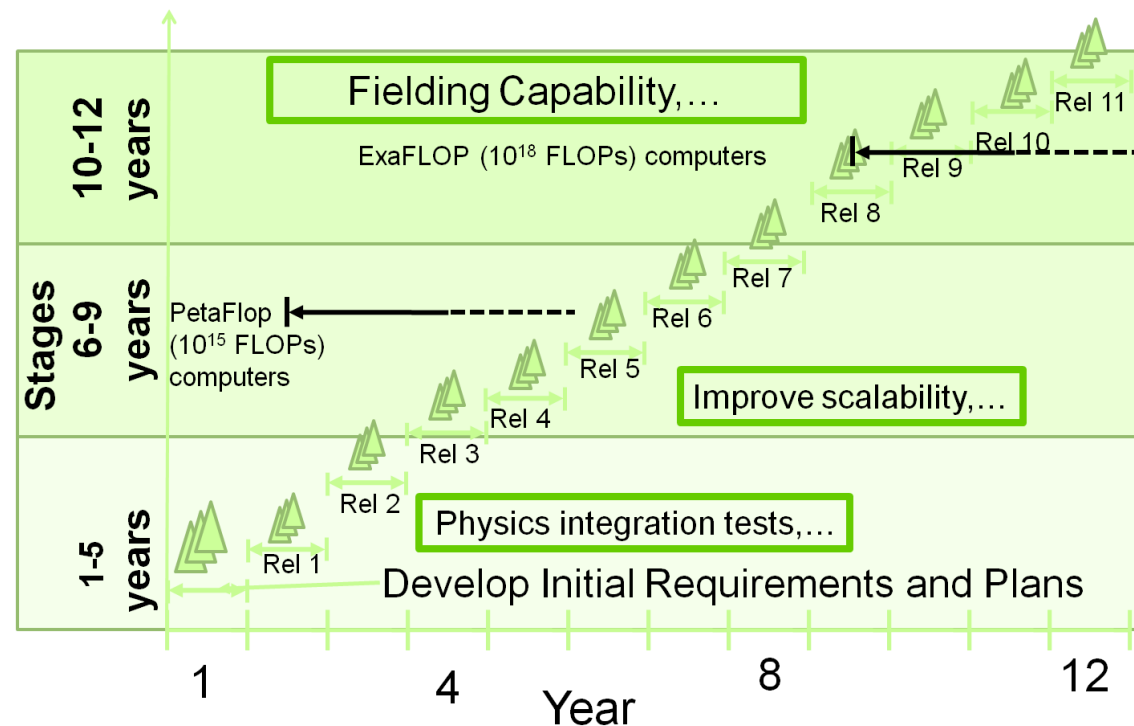 Stages
10-12
years
Fielding Capability,…
ExaFLOP (10¹⁸ FLOPs) computers
Rel 11
Rel 10
Rel 9
Rel 8
6-9
years
Rel 7
Rel 6
PetaFlop
(10¹⁵ FLOPs)
computers
Rel 5
Improve scalability,…
Rel 4
Rel 3
1-5
years
Rel 2
Physics integration tests,…
Rel 1
Develop Initial Requirements and Plans
1
4
8
12
Year